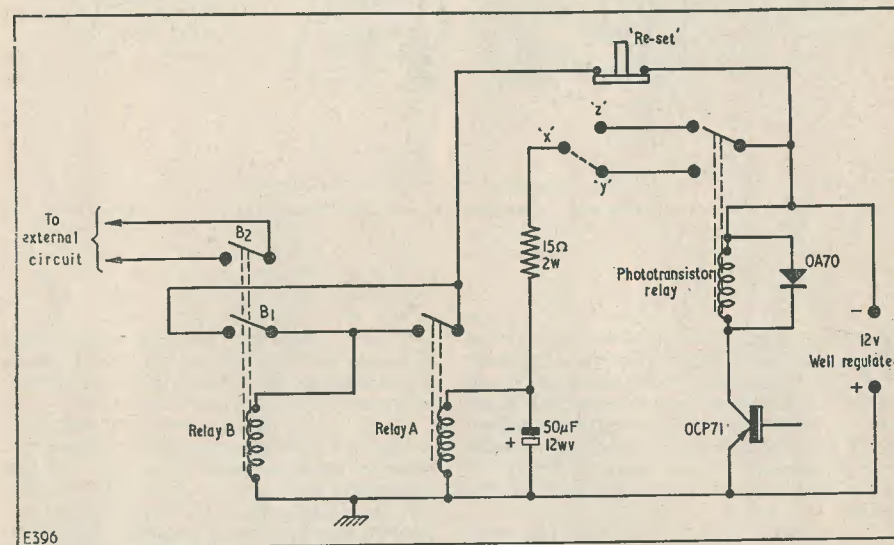 'Re-set'
'z'
'x'
'y'
To
external
circuit
B2
B1
15Ω
2w
Phototransistor
relay
OA70
-
12v
Well regulate
+
Relay B
Relay A
-
+
50μF
12wv
OCP71
E396